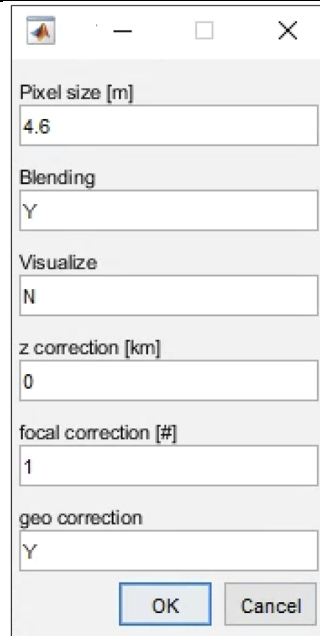 Pixel size [m]
4.6
Blending
Y
Visualize
N
z correction [km]
0
focal correction [#]
1
geo correction
Y
OK Cancel